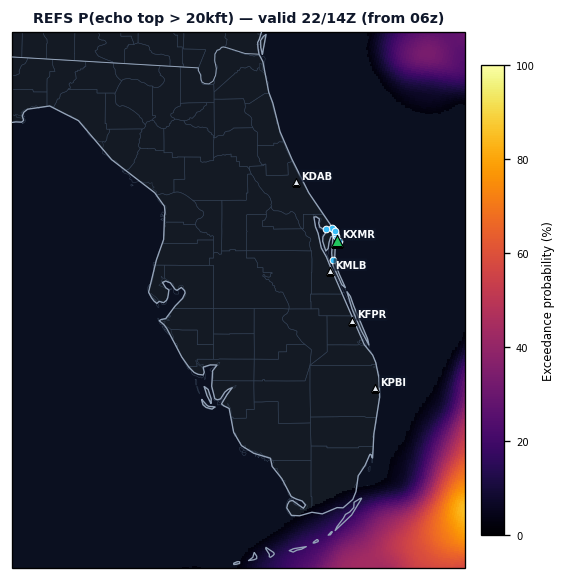 REFS P(echo top > 20kft) — valid 22/14Z (from 06z)
KDAB
KXMR
KMLB
KFPR
KPBI
100
80
60
40
20
0
Exceedance probability (%)